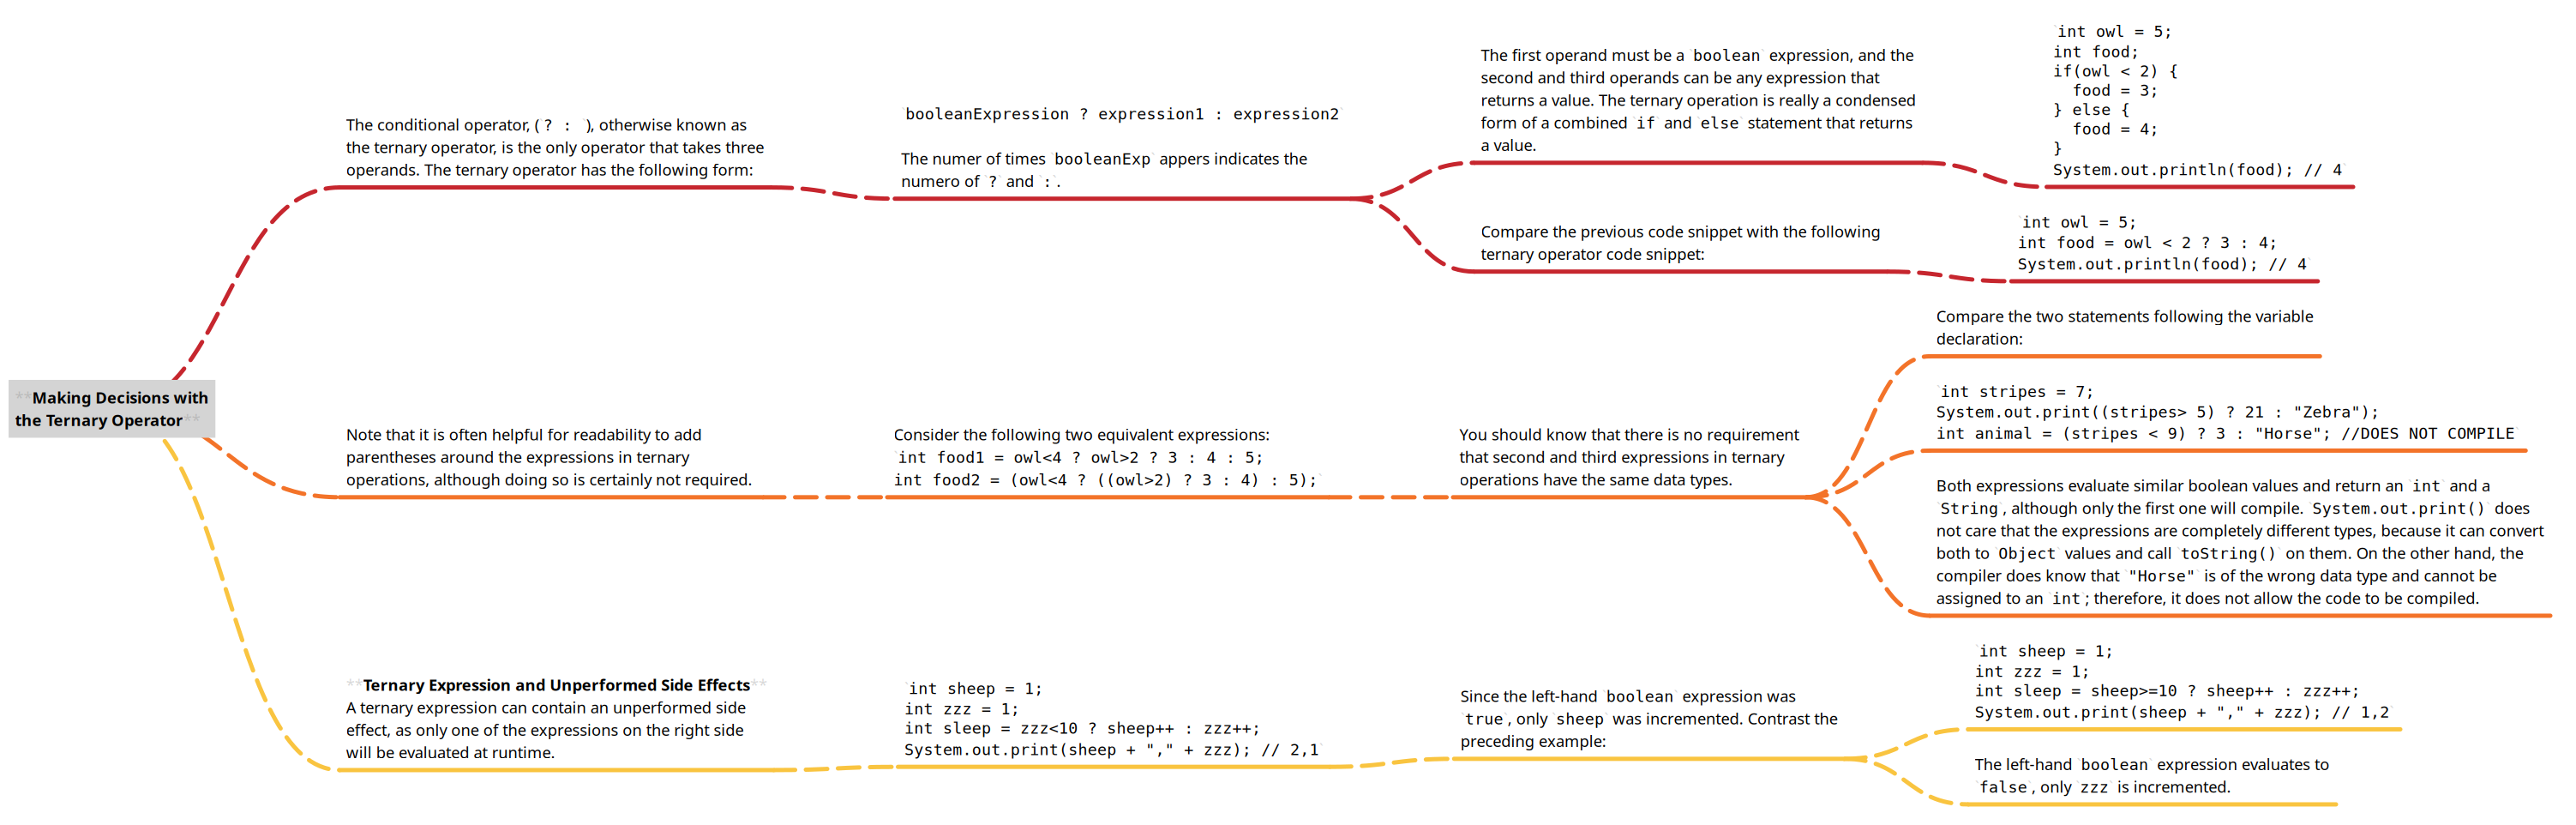 **Making Decisions with
the Ternary Operator**
The conditional operator, (`? : `), otherwise known as
the ternary operator, is the only operator that takes three
operands. The ternary operator has the following form:
`booleanExpression ? expression1 : expression2`
The numer of times `booleanExp` appers indicates the
numero of `?` and `:`.
The first operand must be a `boolean` expression, and the
second and third operands can be any expression that
returns a value. The ternary operation is really a condensed
form of a combined `if` and `else` statement that returns
a value.
`int owl = 5;
int food;
if(owl < 2) {
food = 3;
} else {
food = 4;
}
System.out.println(food); // 4`
Compare the previous code snippet with the following
ternary operator code snippet:
`int owl = 5;
int food = owl < 2 ? 3 : 4;
System.out.println(food); // 4`
Note that it is often helpful for readability to add
parentheses around the expressions in ternary
operations, although doing so is certainly not required.
Consider the following two equivalent expressions:
`int food1 = owl<4 ? owl>2 ? 3 : 4 : 5;
int food2 = (owl<4 ? ((owl>2) ? 3 : 4) : 5);`
You should know that there is no requirement
that second and third expressions in ternary
operations have the same data types.
Compare the two statements following the variable
declaration:
`int stripes = 7;
System.out.print((stripes> 5) ? 21 : "Zebra");
int animal = (stripes < 9) ? 3 : "Horse"; //DOES NOT COMPILE`
Both expressions evaluate similar boolean values and return an `int` and a
`String`, although only the first one will compile. `System.out.print()` does
not care that the expressions are completely different types, because it can convert
both to `Object` values and call `toString()` on them. On the other hand, the
compiler does know that `"Horse"` is of the wrong data type and cannot be
assigned to an `int`; therefore, it does not allow the code to be compiled.
**Ternary Expression and Unperformed Side Effects**
A ternary expression can contain an unperformed side
effect, as only one of the expressions on the right side
will be evaluated at runtime.
`int sheep = 1;
int zzz = 1;
int sleep = zzz<10 ? sheep++ : zzz++;
System.out.print(sheep + "," + zzz); // 2,1`
Since the left-hand `boolean` expression was
`true`, only `sheep` was incremented. Contrast the
preceding example:
`int sheep = 1;
int zzz = 1;
int sleep = sheep>=10 ? sheep++ : zzz++;
System.out.print(sheep + "," + zzz); // 1,2`
The left-hand `boolean` expression evaluates to
`false`, only `zzz` is incremented.